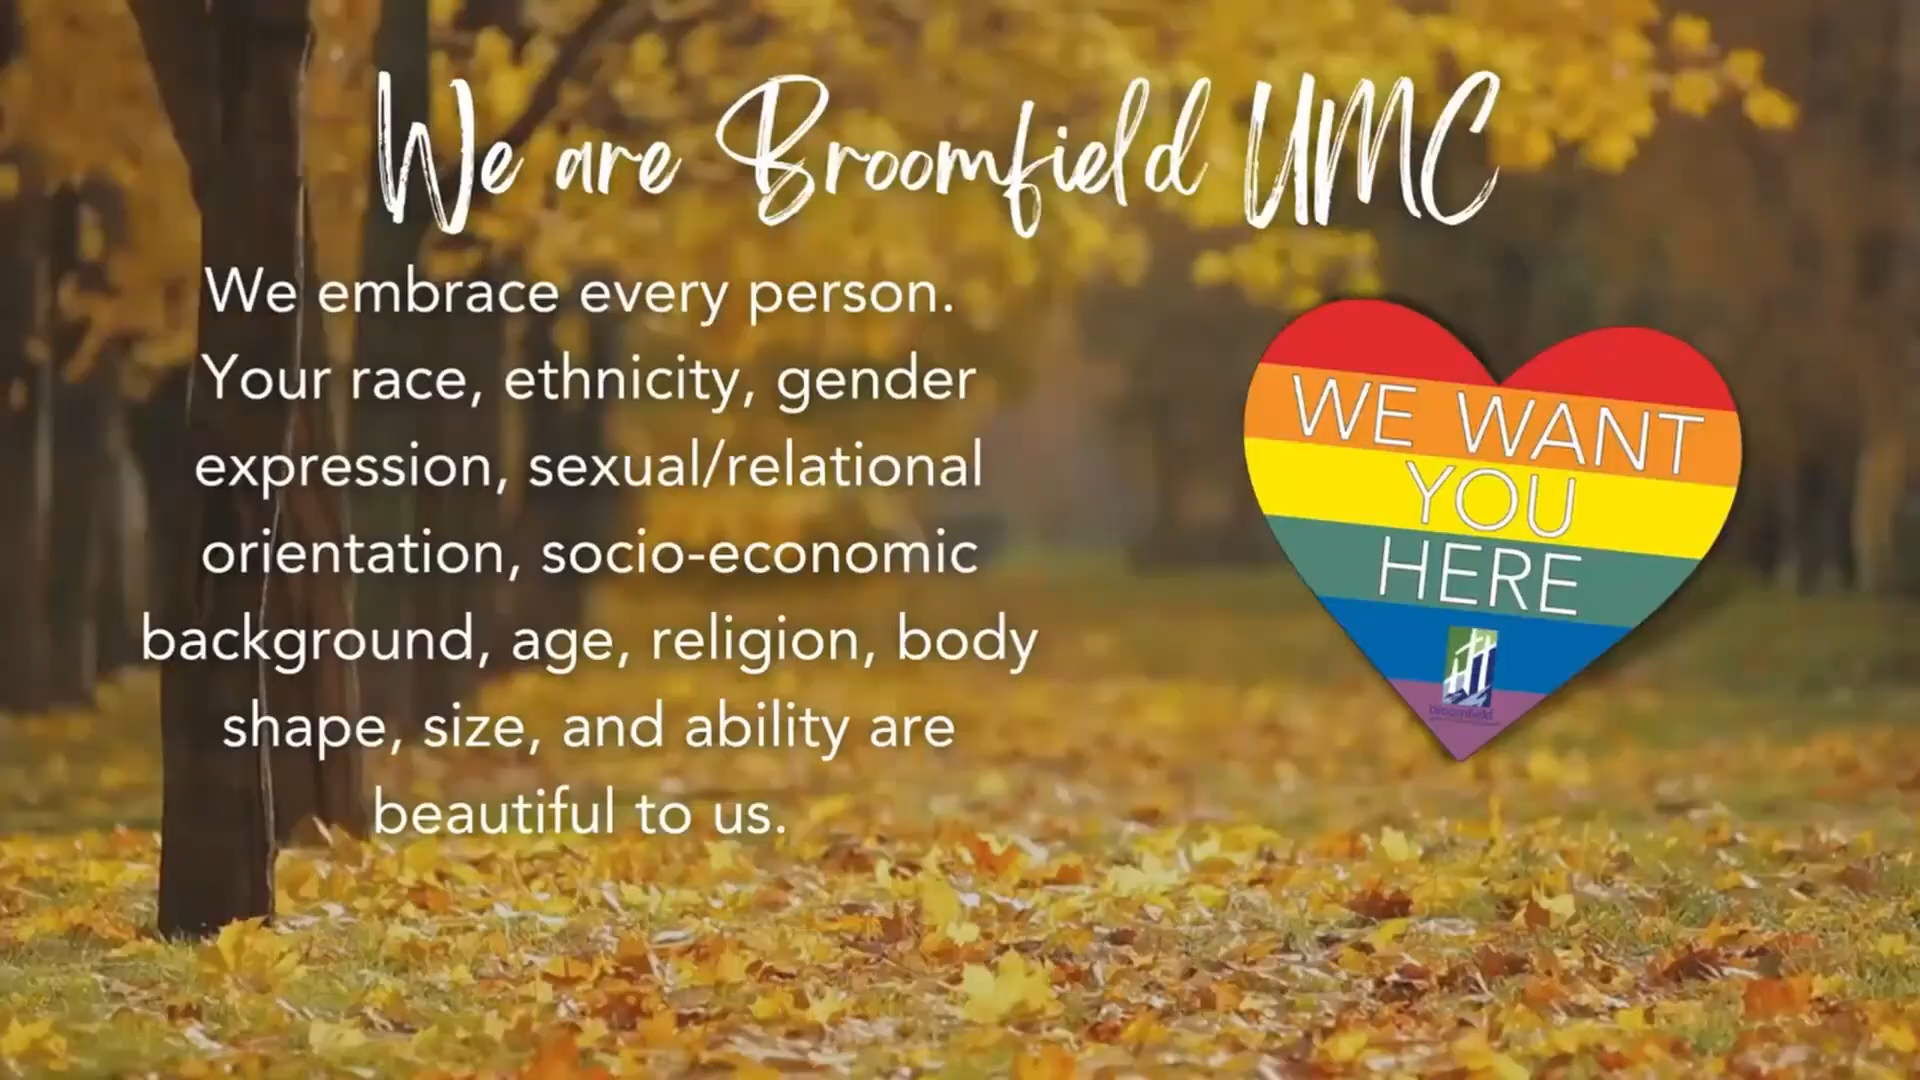 We are Broomfield UMC
We embrace every person.
Your race, ethnicity, gender
expression, sexual/relational
orientation, socio-economic
background, age, religion, body
shape, size, and ability are
beautiful to us.
WE WANT
YOU
HERE
broomfield